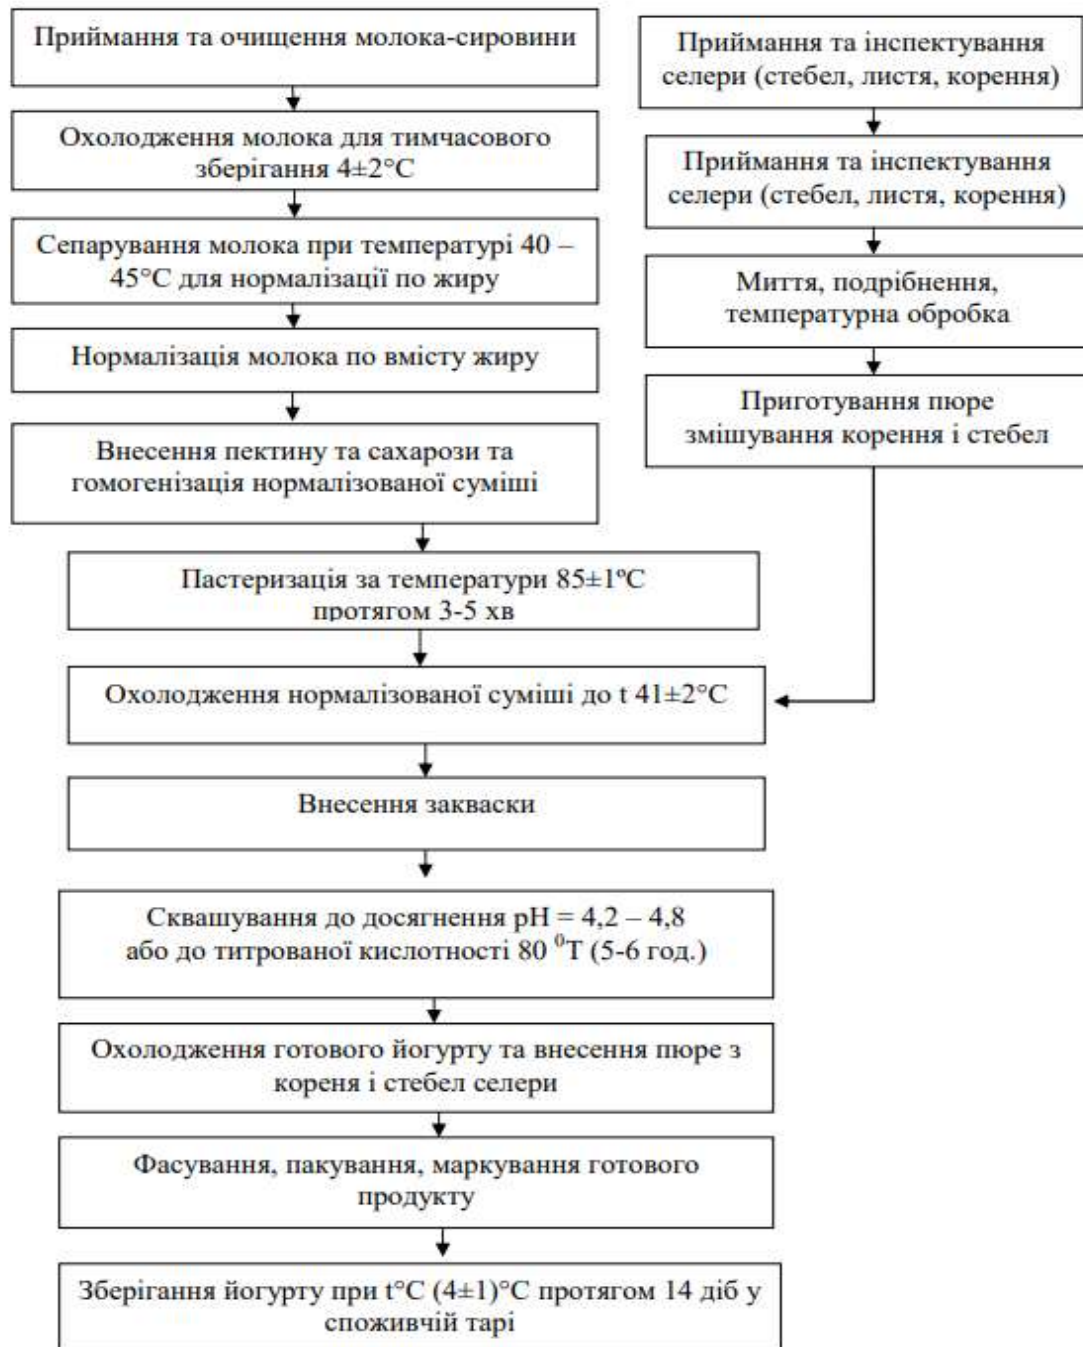 Приймання та очищення молока-сировини
Охолодження молока для тимчасового
зберігання 4±2°С
Сепарування молока при температурі 40 –
45°С для нормалізації по жиру
Нормалізація молока по вмісту жиру
Внесення пектину та сахарози та
гомогенізація нормалізованої суміші
Приймання та інспектування
селери (стебел, листя, корення)
Приймання та інспектування
селери (стебел, листя, корення)
Миття, подрібнення,
температурна обробка
Приготування пюре
змішування корення і стебел
Пастеризація за температури 85±1ºС
протягом 3-5 хв
Охолодження нормалізованої суміші до t 41±2°С
Внесення закваски
Сквашування до досягнення рН = 4,2 – 4,8
або до титрованої кислотності 80 ⁰Т (5-6 год.)
Охолодження готового йогурту та внесення пюре з
кореня і стебел селери
Фасування, пакування, маркування готового
продукту
Зберігання йогурту при t°С (4±1)°С протягом 14 діб у
споживчій тарі